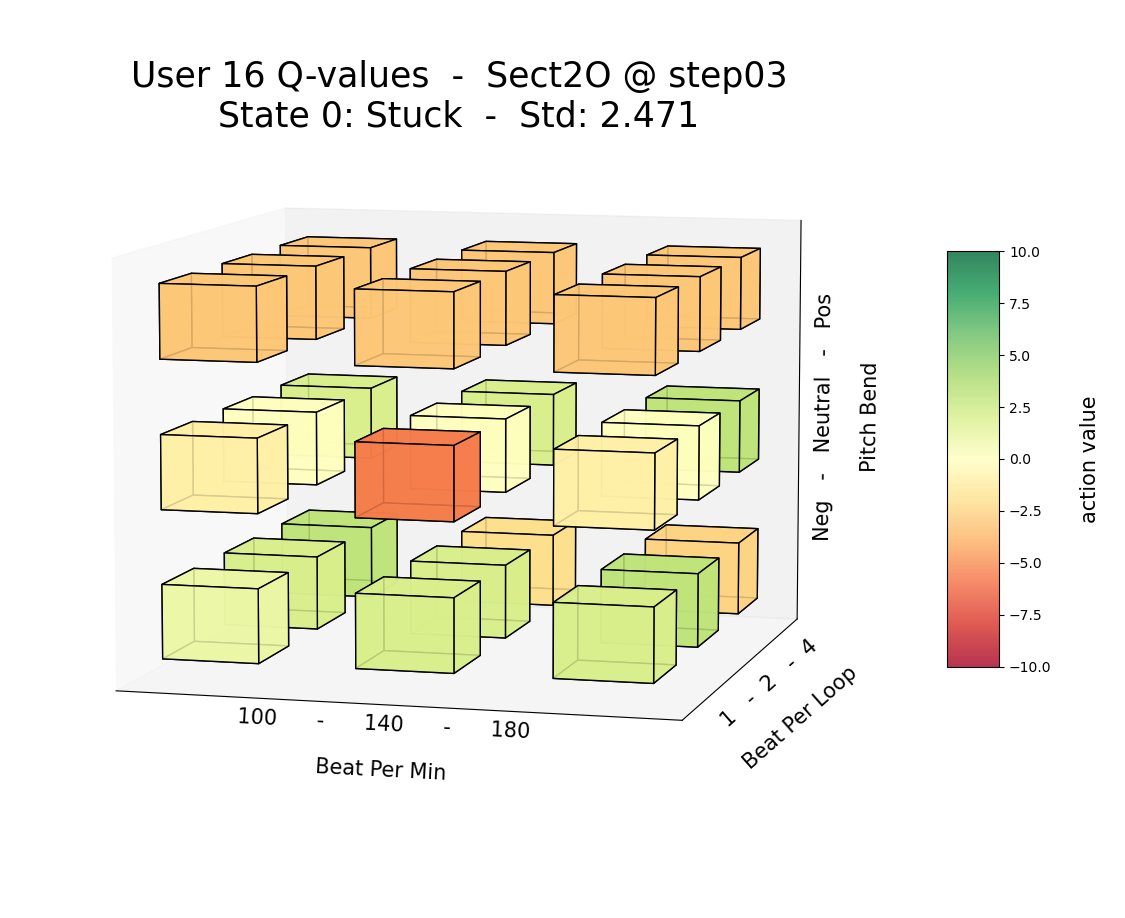 User 16 Q-values  -  Sect2O @ step03
State 0: Stuck  -  Std: 2.471
100  -  140  -  180
Beat Per Min
1  -  2  -  4
Beat Per Loop
Neg  -  Neutral  -  Pos
Pitch Bend
10.0
7.5
5.0
2.5
0.0
−2.5
−5.0
−7.5
−10.0
action value